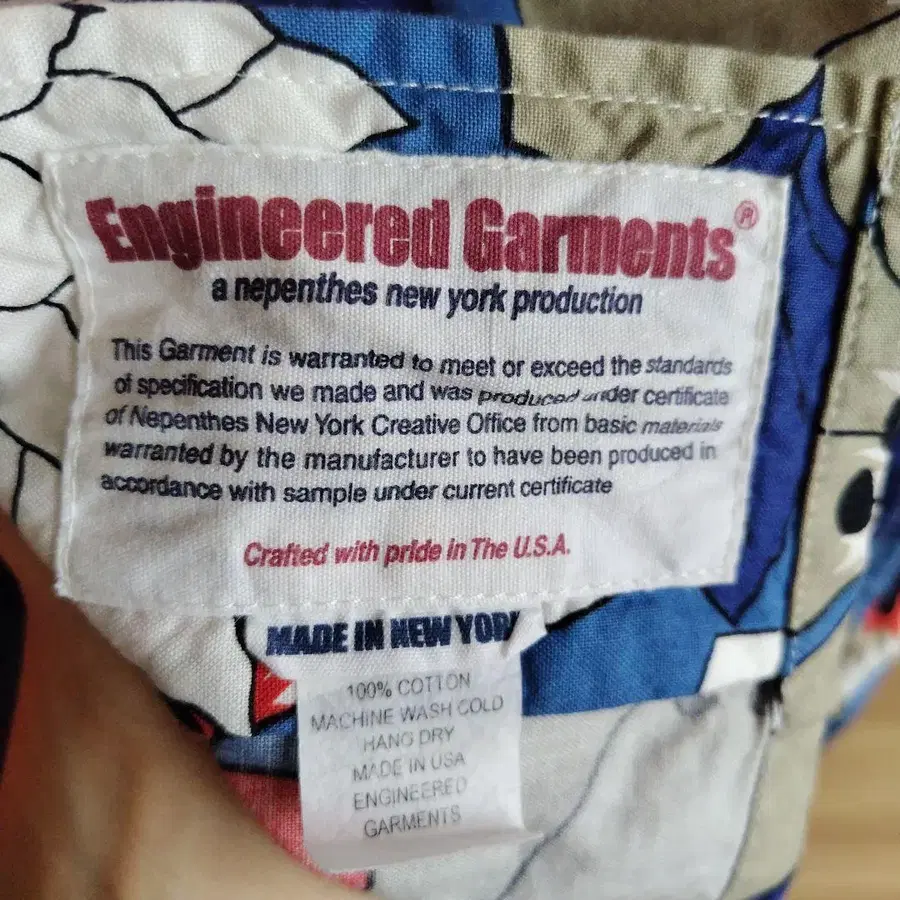 Engineered Garments®
a nepenthes new york production
This Garment is warranted to meet or exceed the standards
of specification we made and was produced under certificate
of Nepenthes New York Creative Office from basic materials
warranted by the manufacturer to have been produced in
accordance with sample under current certificate
Crafted with pride in The U.S.A.
MADE IN NEW YORK
100% COTTON
MACHINE WASH COLD
HANG DRY
MADE IN USA
ENGINEERED
GARMENTS